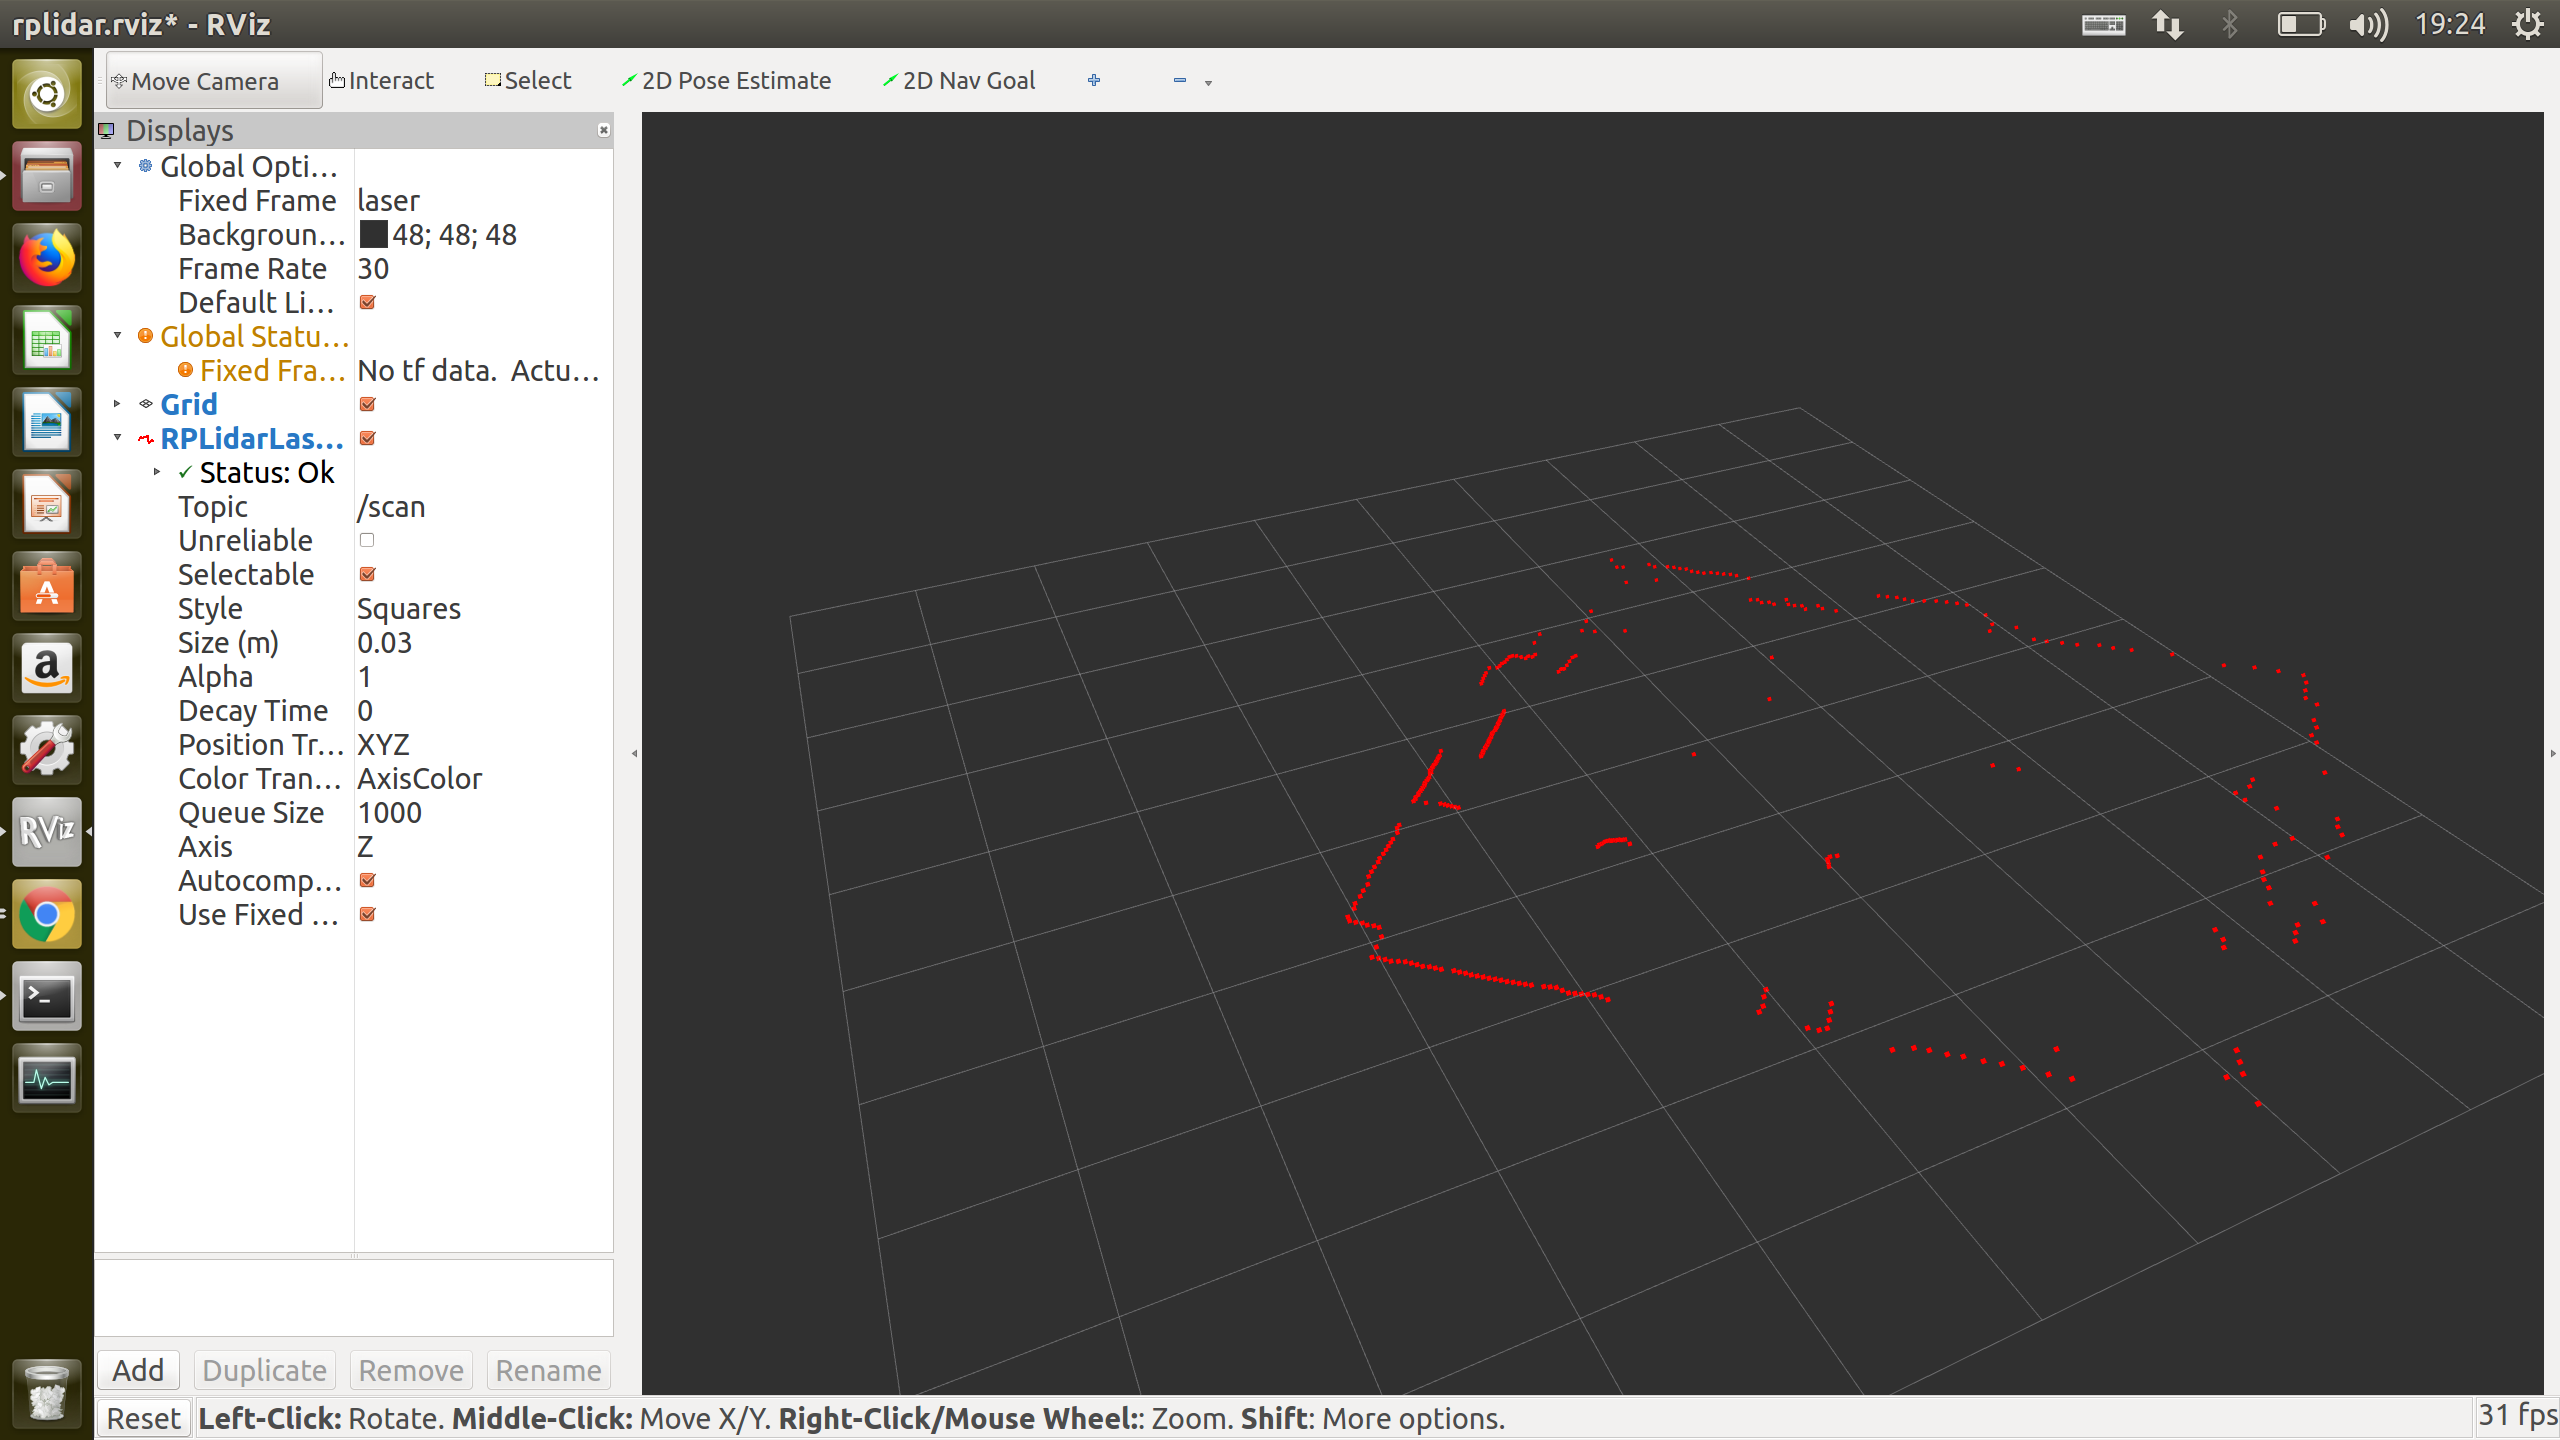 rplidar.rviz* - RViz
19:24
Move Camera Interact Select 2D Pose Estimate 2D Nav Goal
Displays
Global Opti…
Fixed Frame laser
Backgroun… 48; 48; 48
Frame Rate 30
Default Li…
Global Statu…
Fixed Fra… No tf data. Actu…
Grid
RPLidarLas…
Status: Ok
Topic /scan
Unreliable
Selectable
Style Squares
Size (m) 0.03
Alpha 1
Decay Time 0
Position Tr… XYZ
Color Tran… AxisColor
Queue Size 1000
Axis Z
Autocomp…
Use Fixed …
RViz
Add Duplicate Remove Rename
Reset Left-Click: Rotate. Middle-Click: Move X/Y. Right-Click/Mouse Wheel:: Zoom. Shift: More options. 31 fps